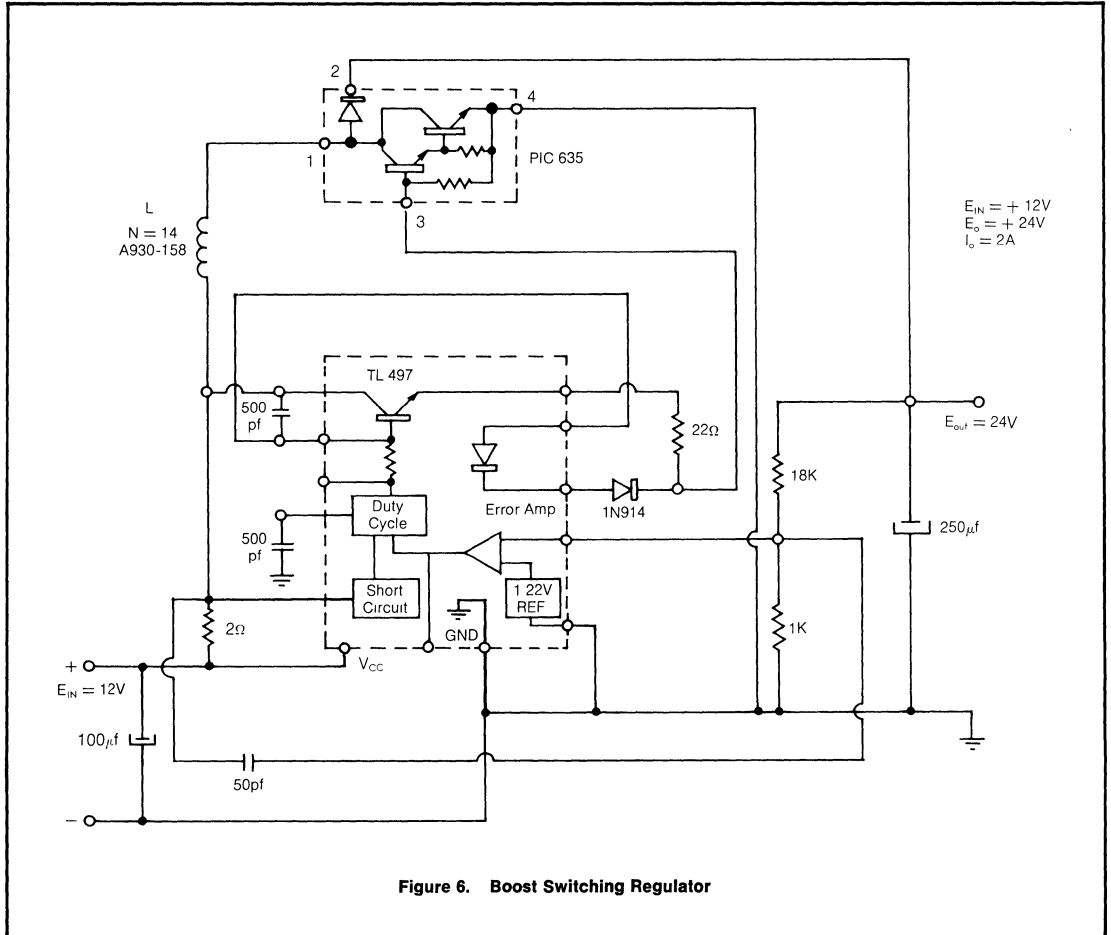 2
4
1
PIC 635
3
L
N = 14
A930-158
E_IN = + 12V
E_o = + 24V
I_o = 2A
TL 497
500
pf
22Ω
E_out = 24V
18K
Duty
Cycle
Error Amp
1N914
250μf
500
pf
Short
Circuit
1 22V
REF
2Ω
GND
1K
+
V_CC
E_IN = 12V
100μf
50pf
−
Figure 6. Boost Switching Regulator